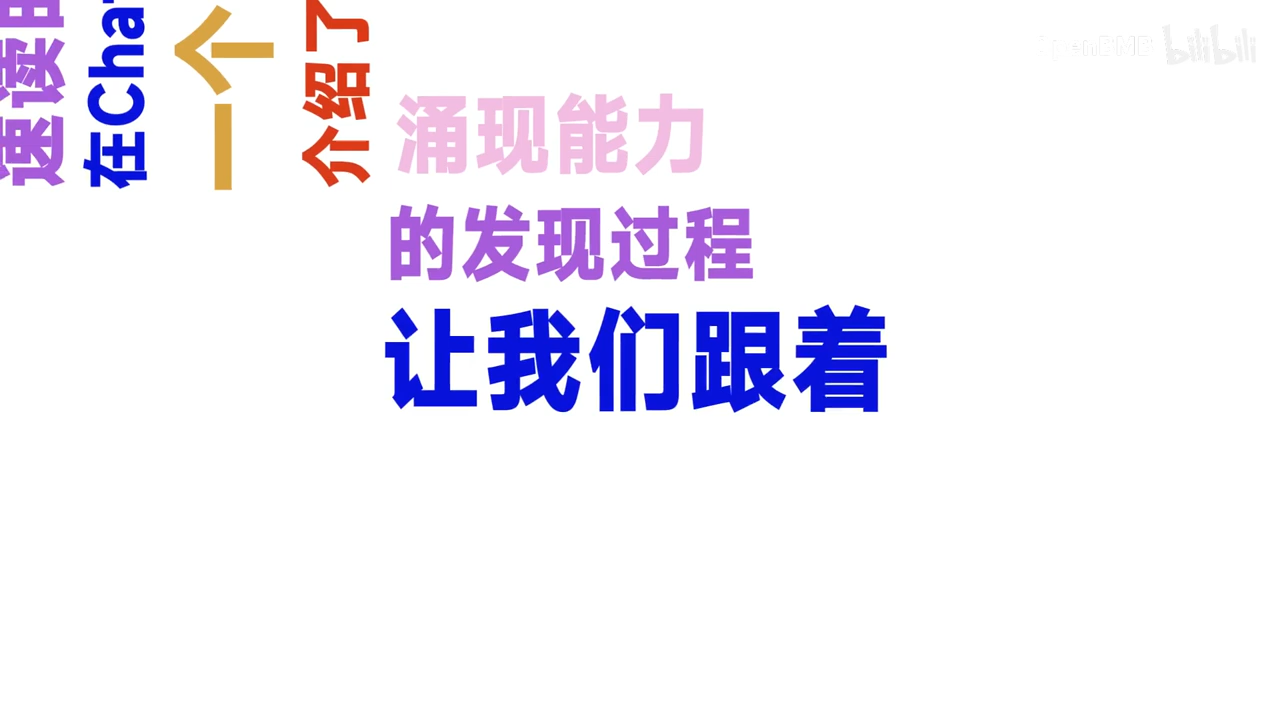 速读
在Cha
一个
介绍了
涌现能力
的发现过程
让我们跟着
OpenBMB bilibili